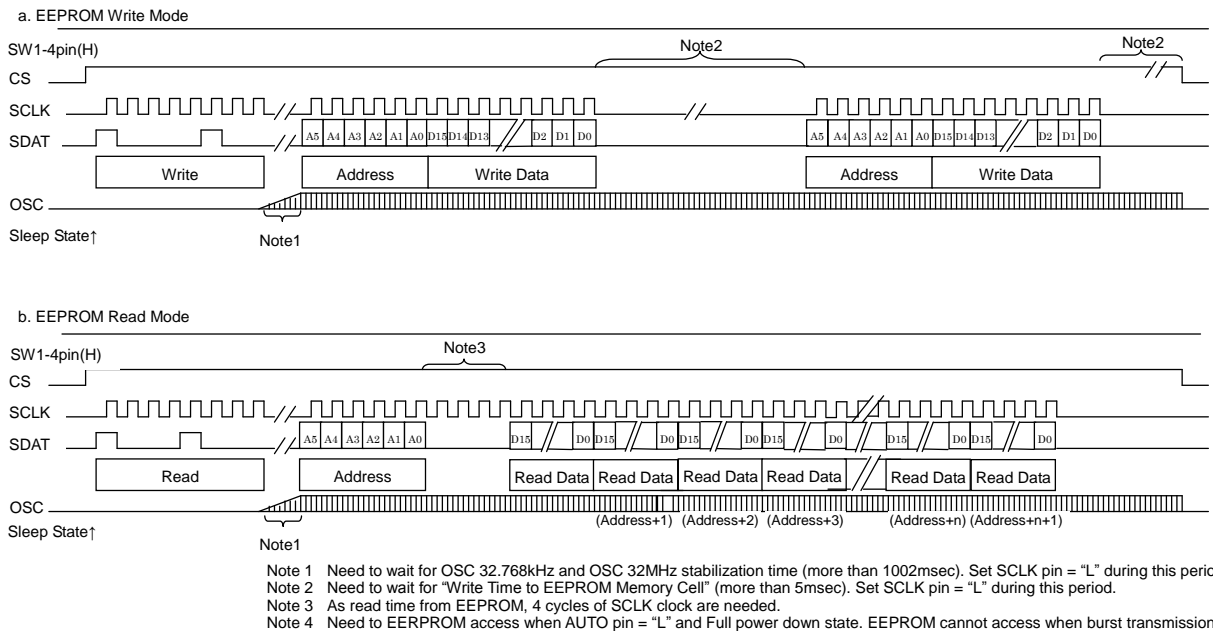 a. EEPROM Write Mode
SW1-4pin(H)
Note2
Note2
CS
SCLK
SDAT
A5 A4 A3 A2 A1 A0 D15 D14 D13 D2 D1 D0
A5 A4 A3 A2 A1 A0 D15 D14 D13 D2 D1 D0
Write Address Write Data Address Write Data
OSC
Sleep State↑
Note1
b. EEPROM Read Mode
SW1-4pin(H)
Note3
CS
SCLK
SDAT
A5 A4 A3 A2 A1 A0 D15 D0 D15 D0 D15 D0 D15 D0 D15 D0 D15 D0
Read Address Read Data Read Data Read Data Read Data Read Data Read Data
OSC
(Address+1) (Address+2) (Address+3) (Address+n) (Address+n+1)
Sleep State↑
Note1
Note 1 Need to wait for OSC 32.768kHz and OSC 32MHz stabilization time (more than 1002msec). Set SCLK pin = “L” during this perio
Note 2 Need to wait for “Write Time to EEPROM Memory Cell” (more than 5msec). Set SCLK pin = “L” during this period.
Note 3 As read time from EEPROM, 4 cycles of SCLK clock are needed.
Note 4 Need to EERPROM access when AUTO pin = “L” and Full power down state. EEPROM cannot access when burst transmission